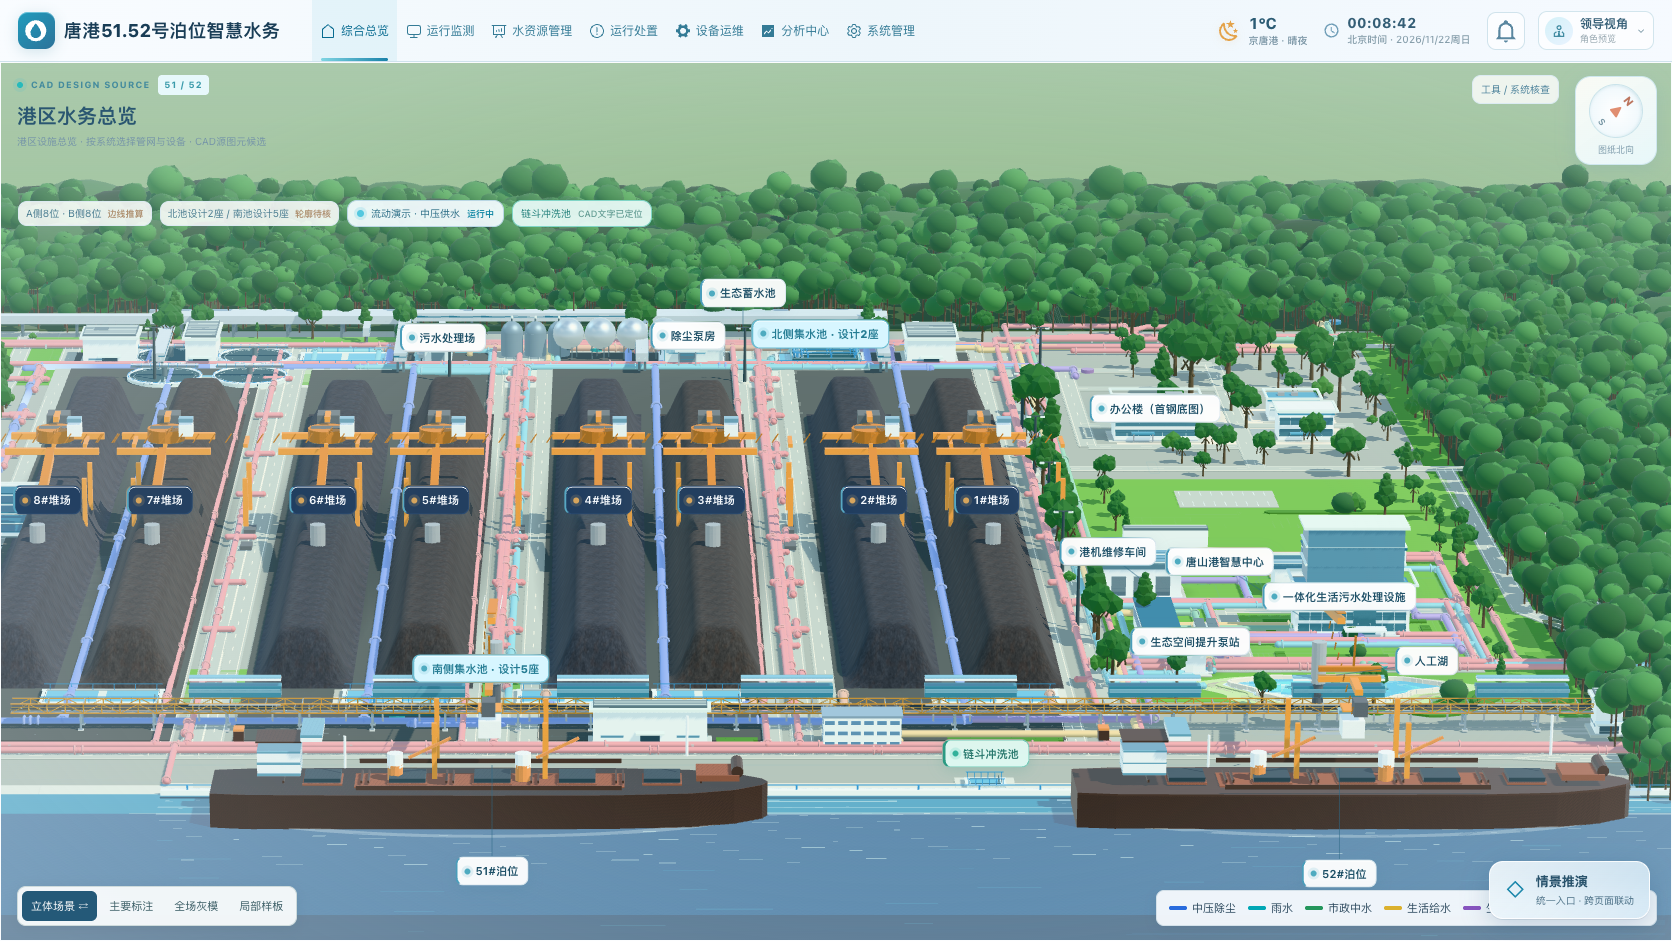 唐港51.52号泊位智慧水务
综合总览
运行监测
水资源管理
运行处置
设备运维
分析中心
系统管理
1°C
京唐港 · 晴夜
00:08:42
北京时间 · 2026/11/22周日
领导视角
角色预览
CAD DESIGN SOURCE
51 / 52
港区水务总览
港区设施总览 · 按系统选择管网与设备 · CAD源图元候选
工具 / 系统核查
N
S
图纸北向
A侧8位 · B侧8位 边线推算
北池设计2座 / 南池设计5座 轮廓待核
流动演示 · 中压供水 运行中
链斗冲洗池 CAD文字已定位
生态蓄水池
污水处理场
除尘泵房
北侧集水池 · 设计2座
办公楼（首钢底图）
8#堆场
7#堆场
6#堆场
5#堆场
4#堆场
3#堆场
2#堆场
1#堆场
港机维修车间
唐山港智慧中心
一体化生活污水处理设施
生态空间提升泵站
人工湖
南侧集水池 · 设计5座
链斗冲洗池
51#泊位
52#泊位
立体场景
主要标注
全场灰模
局部样板
中压除尘
雨水
市政中水
生活给水
情景推演
统一入口 · 跨页面联动